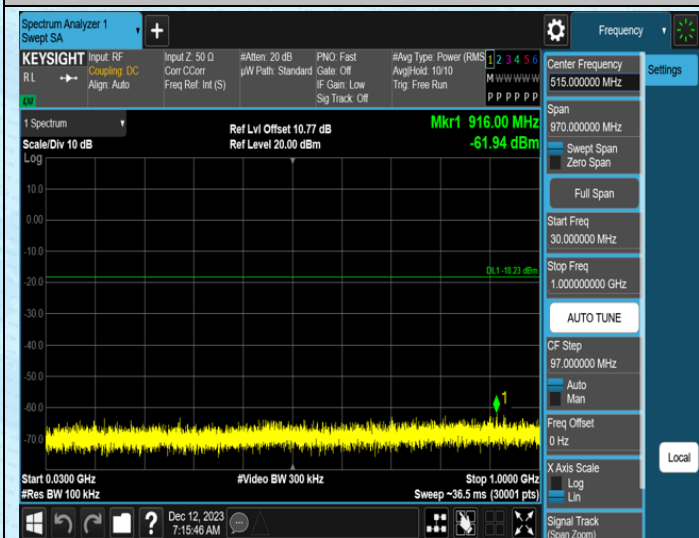 Spectrum Analyzer 1
Swept SA
Frequency
KEYSIGHT
RL
LXI
Input: RF
Coupling: DC
Align: Auto
Input Z: 50 Ω
Corr CCorr
Freq Ref: Int (S)
#Atten: 20 dB
µW Path: Standard
PNO: Fast
Gate: Off
IF Gain: Low
Sig Track: Off
#Avg Type: Power (RMS
Avg|Hold: 10/10
Trig: Free Run
1 2 3 4 5 6
M W W W W W
P P P P P P
1 Spectrum
Scale/Div 10 dB
Log
Ref Lvl Offset 10.77 dB
Ref Level 20.00 dBm
Mkr1 916.00 MHz
-61.94 dBm
10.0
0.00
-10.0
-20.0
-30.0
-40.0
-50.0
-60.0
-70.0
DL1 -18.23 dBm
1
Start 0.0300 GHz
#Res BW 100 kHz
#Video BW 300 kHz
Stop 1.0000 GHz
Sweep ~36.5 ms (30001 pts)
?
Dec 12, 2023
7:15:46 AM
Center Frequency
515.000000 MHz
Span
970.000000 MHz
Swept Span
Zero Span
Full Span
Start Freq
30.000000 MHz
Stop Freq
1.000000000 GHz
AUTO TUNE
CF Step
97.000000 MHz
Auto
Man
Freq Offset
0 Hz
X Axis Scale
Log
Lin
Signal Track
(Span Zoom)
Settings
Local